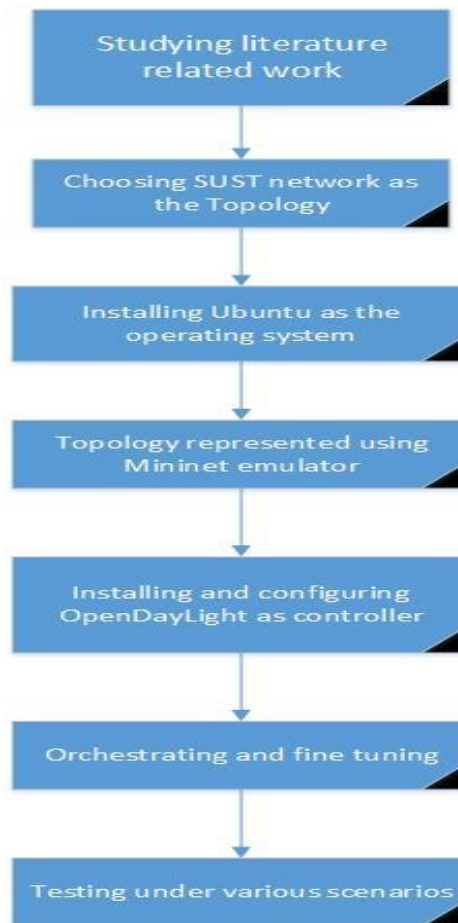 Studying literature
related work
Choosing SUST network as
the Topology
Installing Ubuntu as the
operating system
Topology represented using
Mininet emulator
Installing and configuring
OpenDayLight as controller
Orchestrating and fine tuning
Testing under various scenarios